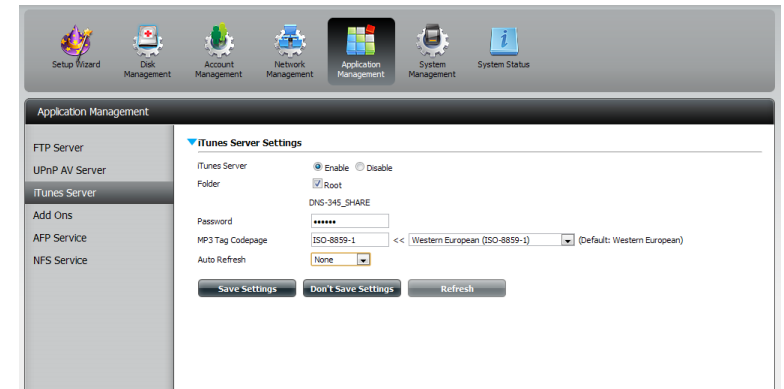 Setup Wizard
Disk Management
Account Management
Network Management
Application Management
System Management
System Status
Application Management
FTP Server
UPnP AV Server
iTunes Server
Add Ons
AFP Service
NFS Service
iTunes Server Settings
iTunes Server Enable Disable
Folder Root
DNS-345_SHARE
Password ••••••
MP3 Tag Codepage ISO-8859-1 << Western European (ISO-8859-1) (Default: Western European)
Auto Refresh None
Save Settings Don't Save Settings Refresh